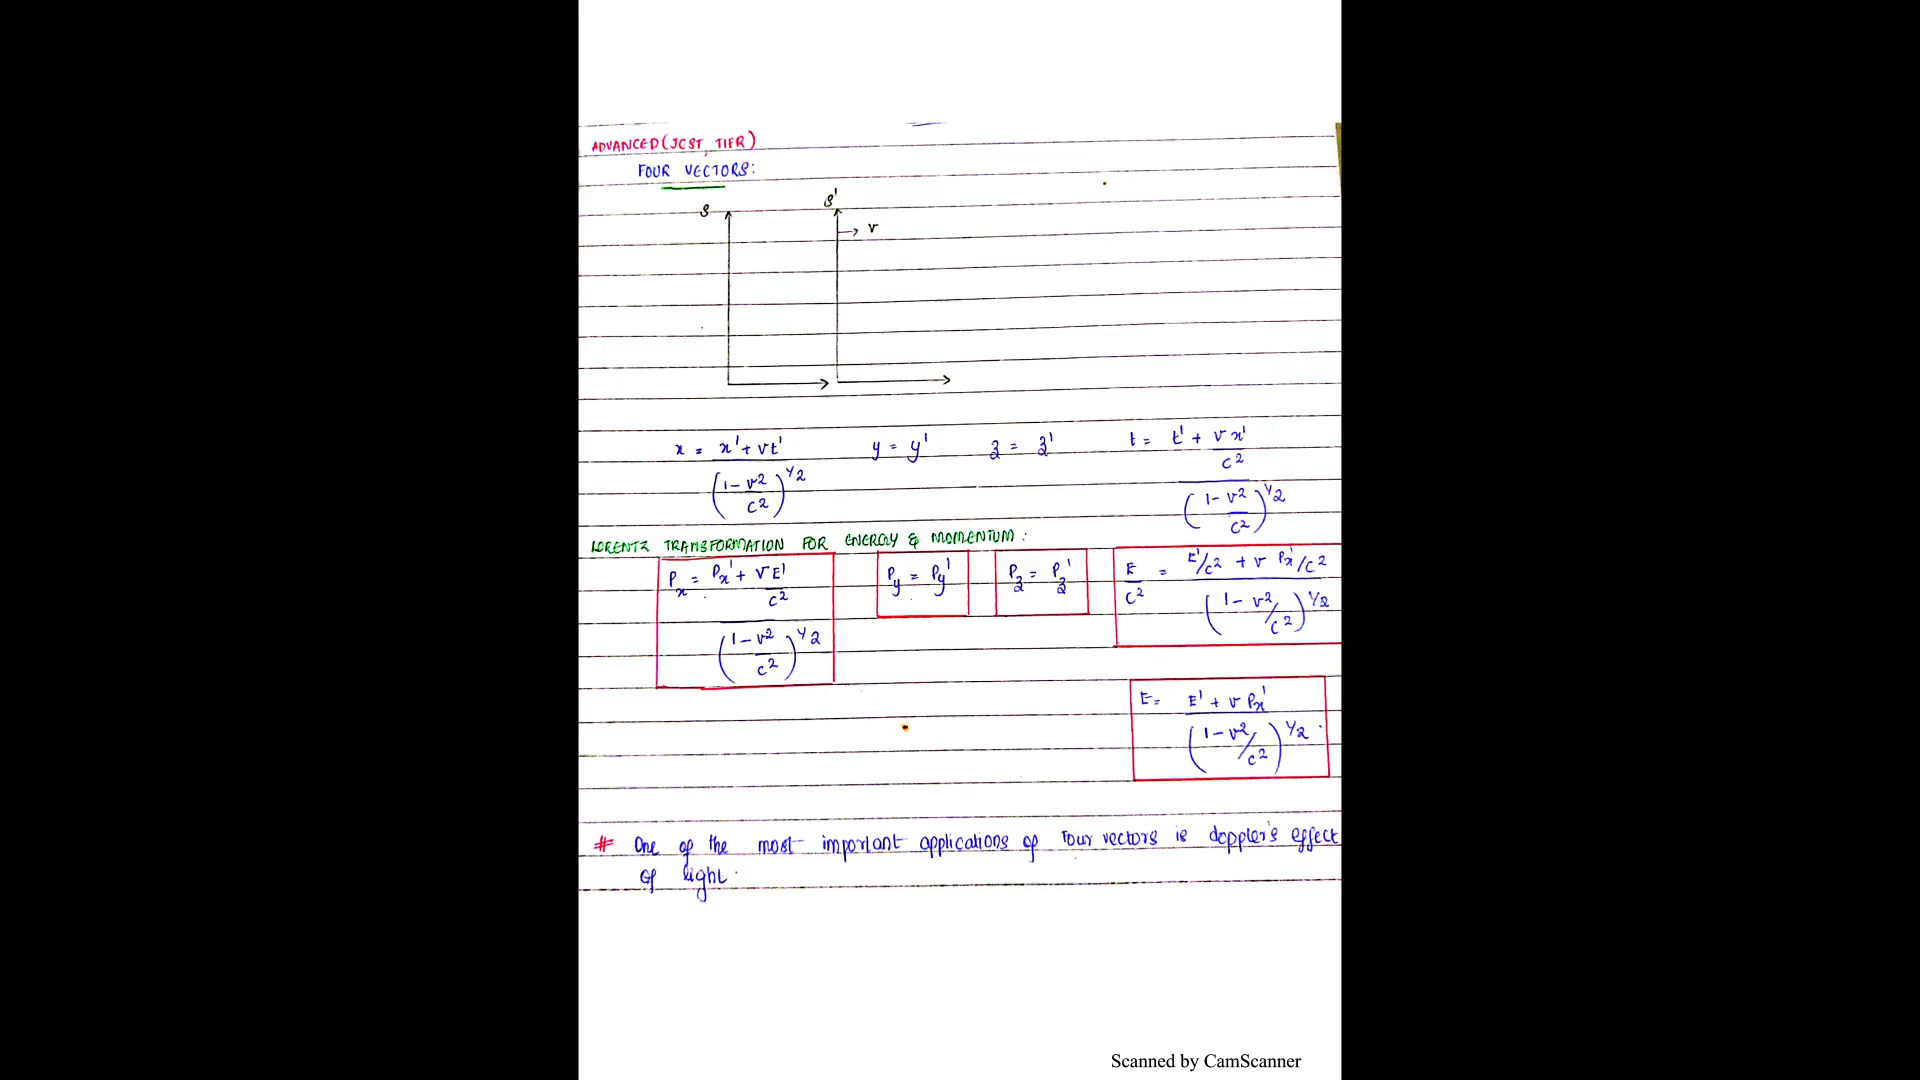 ADVANCED (JCST, TIFR)
FOUR VECTORS:
S S'
→ v
x = x' + vt' / (1 - v²/c²)^1/2 y = y' z = z' t = t' + vx'/c² / (1 - v²/c²)^1/2
LORENTZ TRANSFORMATION FOR ENERGY & MOMENTUM :
Px = Px' + vE'/c² / (1 - v²/c²)^1/2 Py = Py' Pz = Pz' E/c² = E'/c² + v Px'/c² / (1 - v²/c²)^1/2
E = E' + v Px' / (1 - v²/c²)^1/2
# One of the most important applications of four vectors is doppler's effect
of light.
Scanned by CamScanner